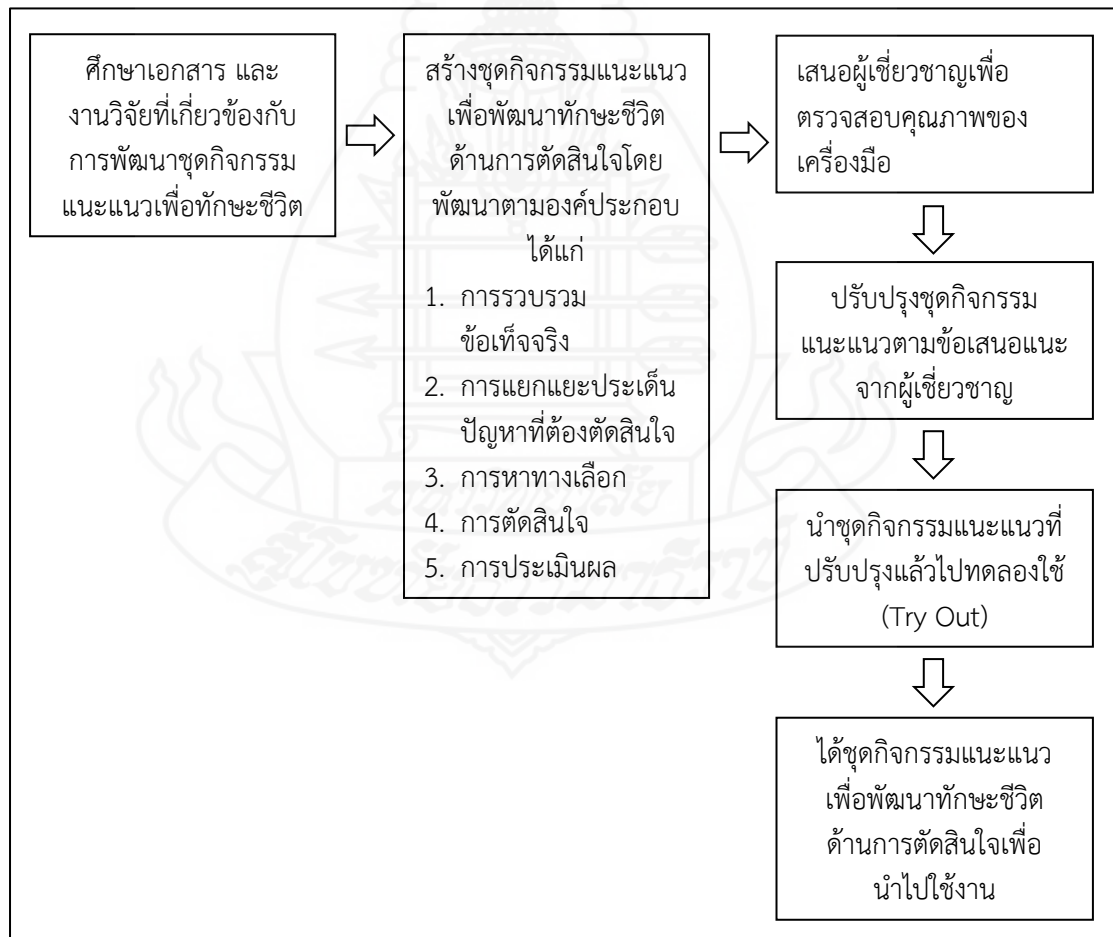 ศึกษาเอกสาร และ
งานวิจัยที่เกี่ยวข้องกับ
การพัฒนาชุดกิจกรรม
แนะแนวเพื่อทักษะชีวิต
สร้างชุดกิจกรรมแนะแนว
เพื่อพัฒนาทักษะชีวิต
ด้านการตัดสินใจโดย
พัฒนาตามองค์ประกอบ
ได้แก่
1. การรวบรวม
ข้อเท็จจริง
2. การแยกแยะประเด็น
ปัญหาที่ต้องตัดสินใจ
3. การหาทางเลือก
4. การตัดสินใจ
5. การประเมินผล
เสนอผู้เชี่ยวชาญเพื่อ
ตรวจสอบคุณภาพของ
เครื่องมือ
ปรับปรุงชุดกิจกรรม
แนะแนวตามข้อเสนอแนะ
จากผู้เชี่ยวชาญ
นำชุดกิจกรรมแนะแนวที่
ปรับปรุงแล้วไปทดลองใช้
(Try Out)
ได้ชุดกิจกรรมแนะแนว
เพื่อพัฒนาทักษะชีวิต
ด้านการตัดสินใจเพื่อ
นำไปใช้งาน